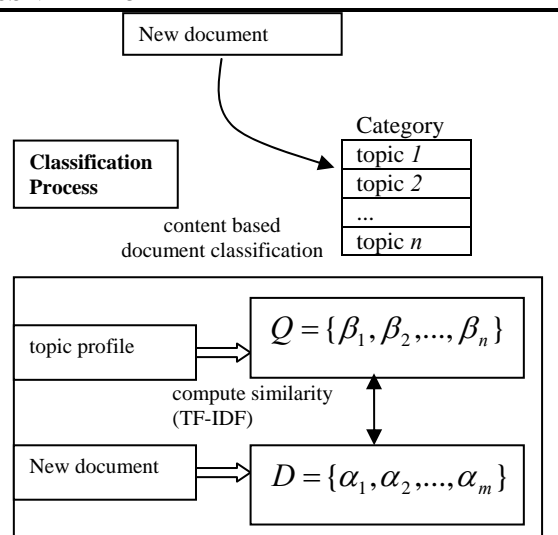 New document
Category
topic 1
topic 2
...
topic n
Classification
Process
content based
document classification
topic profile
Q = {β₁, β₂,..., βₙ}
compute similarity
(TF-IDF)
New document
D = {α₁, α₂,..., αₘ}